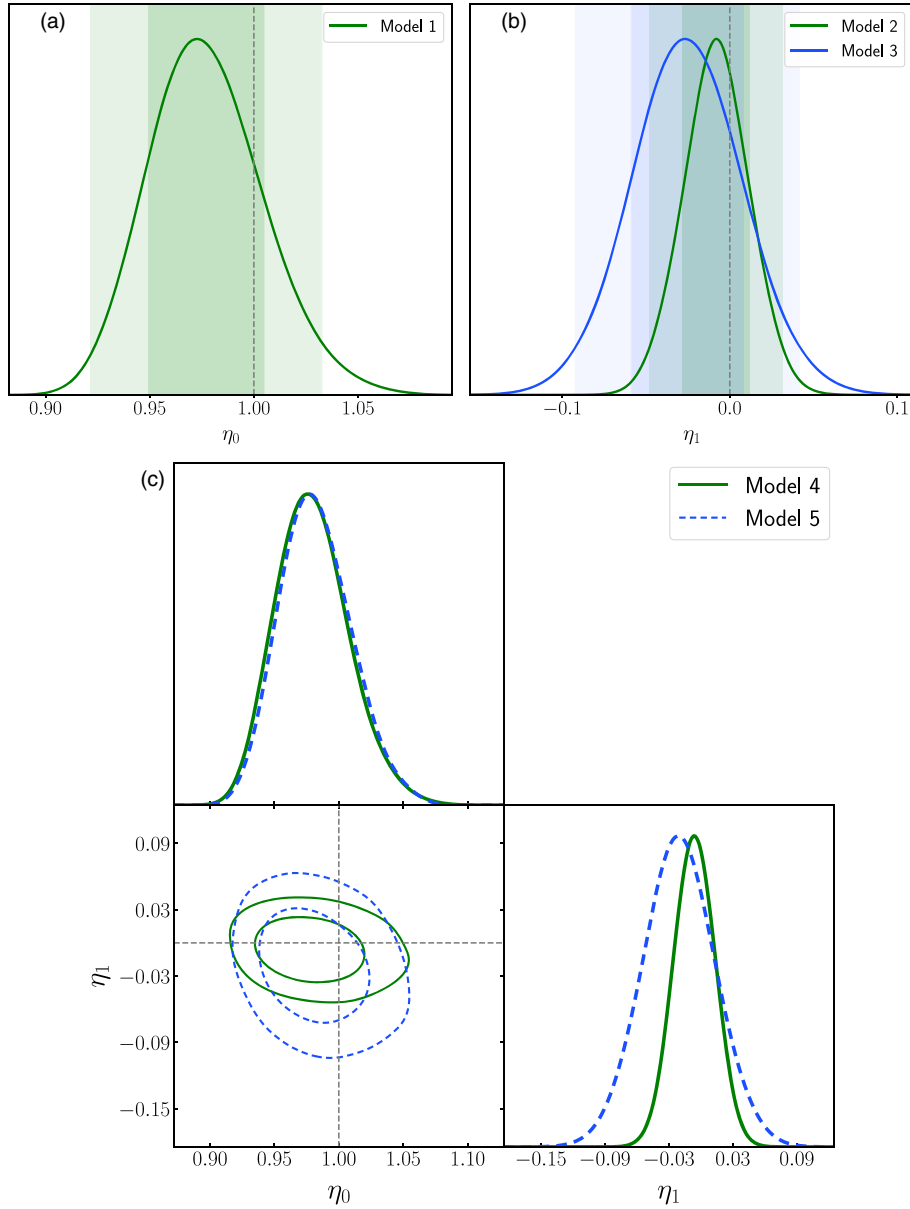 (a)
Model 1
0.90 0.95 1.00 1.05
η₀
(b)
Model 2
Model 3
−0.1 0.0 0.1
η₁
(c)
Model 4
Model 5
0.09
0.03
−0.03
−0.09
−0.15
η₁
0.90 0.95 1.00 1.05 1.10
η₀
−0.15 −0.09 −0.03 0.03 0.09
η₁